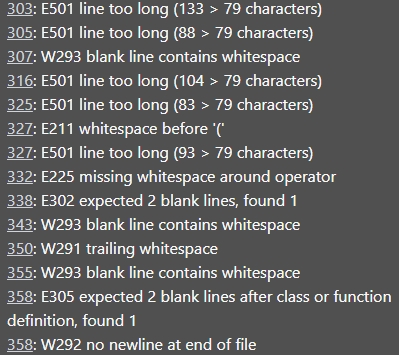 303: E501 line too long (133 > 79 characters)
305: E501 line too long (88 > 79 characters)
307: W293 blank line contains whitespace
316: E501 line too long (104 > 79 characters)
325: E501 line too long (83 > 79 characters)
327: E211 whitespace before '('
327: E501 line too long (93 > 79 characters)
332: E225 missing whitespace around operator
338: E302 expected 2 blank lines, found 1
343: W293 blank line contains whitespace
350: W291 trailing whitespace
355: W293 blank line contains whitespace
358: E305 expected 2 blank lines after class or function
definition, found 1
358: W292 no newline at end of file